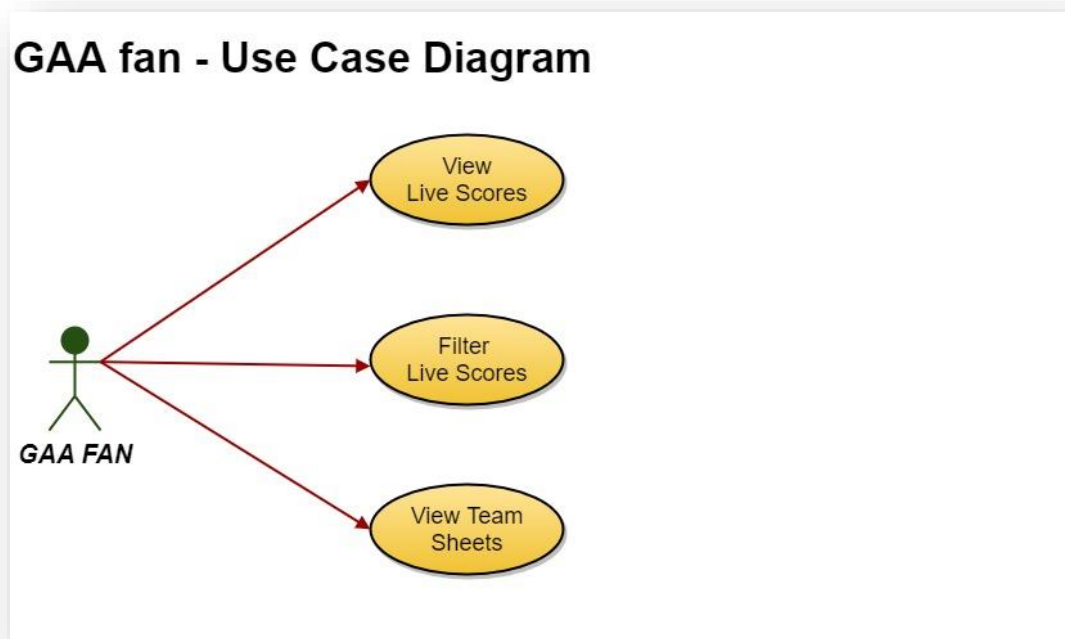 GAA fan - Use Case Diagram
View
Live Scores
Filter
Live Scores
GAA FAN
View Team
Sheets